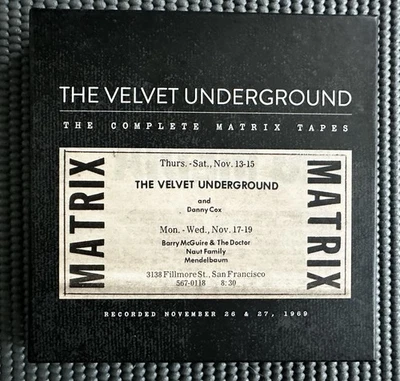 THE VELVET UNDERGROUND
THE COMPLETE MATRIX TAPES
MATRIX
Thurs. - Sat., Nov. 13-15
THE VELVET UNDERGROUND
and
Danny Cox
Mon. - Wed., Nov. 17-19
Barry McGuire & The Doctor
Naut Family
Mendelbaum
3138 Fillmore St., San Francisco
567-0118 8:30
MATRIX
RECORDED NOVEMBER 26 & 27, 1969